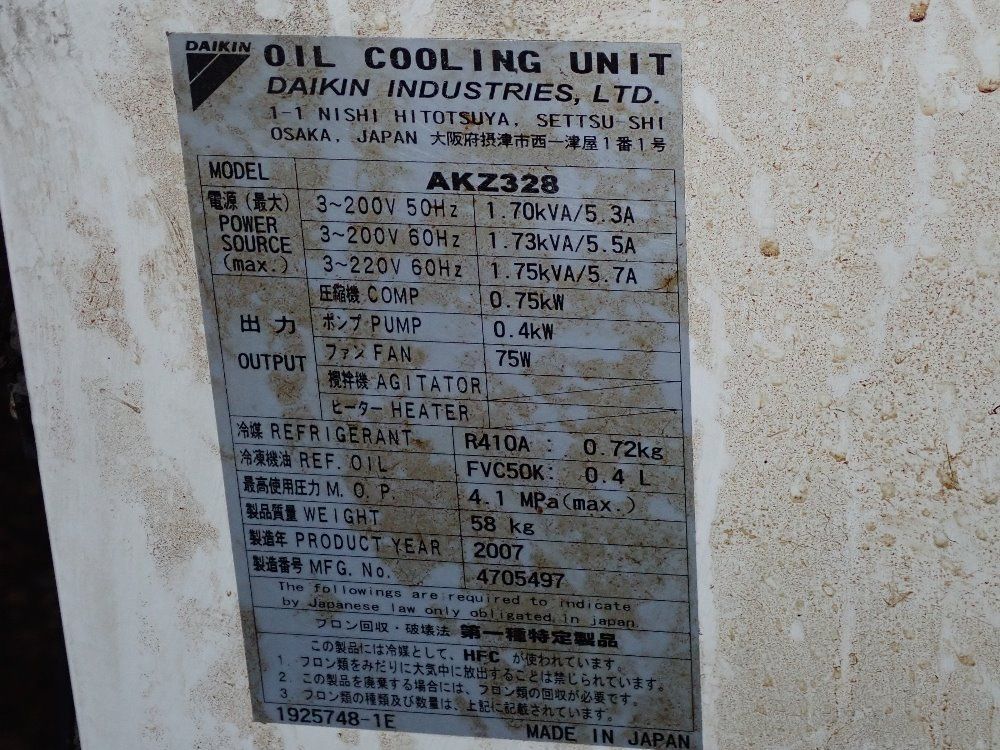 DAIKIN OIL COOLING UNIT
DAIKIN INDUSTRIES, LTD.
1-1 NISHI HITOTSUYA, SETTSU-SHI
OSAKA, JAPAN 大阪府摂津市西一津屋1番1号
MODEL AKZ328
電源(最大) POWER SOURCE (max.)
3~200V 50Hz 1.70kVA/5.3A
3~200V 60Hz 1.73kVA/5.5A
3~220V 60Hz 1.75kVA/5.7A
出力 OUTPUT
圧縮機 COMP 0.75kW
ポンプ PUMP 0.4kW
ファン FAN 75W
攪拌機 AGITATOR
ヒーター HEATER
冷媒 REFRIGERANT R410A : 0.72kg
冷凍機油 REF. OIL FVC50K: 0.4 L
最高使用圧力 M. O. P. 4.1 MPa(max.)
製品質量 WEIGHT 58 kg
製造年 PRODUCT YEAR 2007
製造番号 MFG. No. 4705497
The followings are required to indicate
by Japanese law only obligated in japan.
フロン回収・破壊法 第一種特定製品
この製品には冷媒として、HFC が使われています。
1. フロン類をみだりに大気中に放出することは禁じられています。
2. この製品を廃棄する場合には、フロン類の回収が必要です。
3. フロン類の種類及び数量は、上記に記載されています。
1925748-1E
MADE IN JAPAN